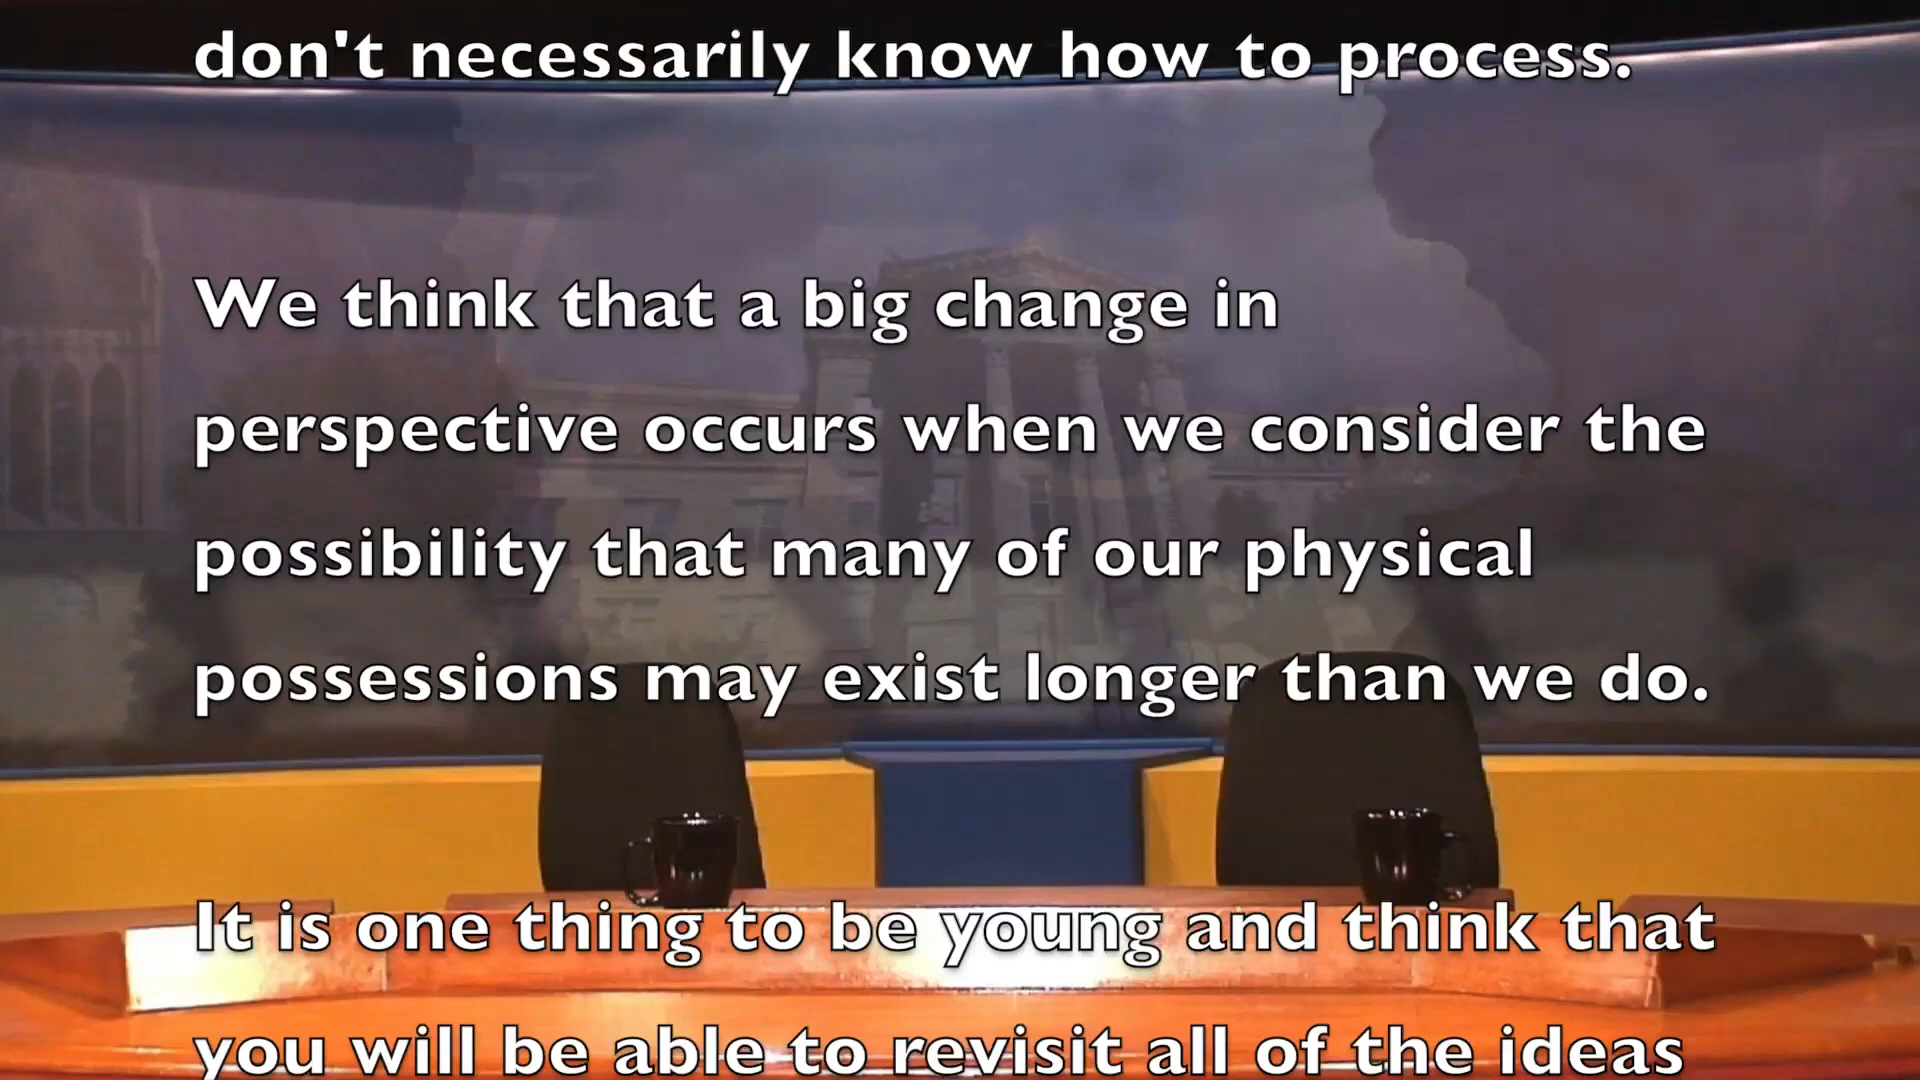 don't necessarily know how to process.
We think that a big change in
perspective occurs when we consider the
possibility that many of our physical
possessions may exist longer than we do.
It is one thing to be young and think that
you will be able to revisit all of the ideas